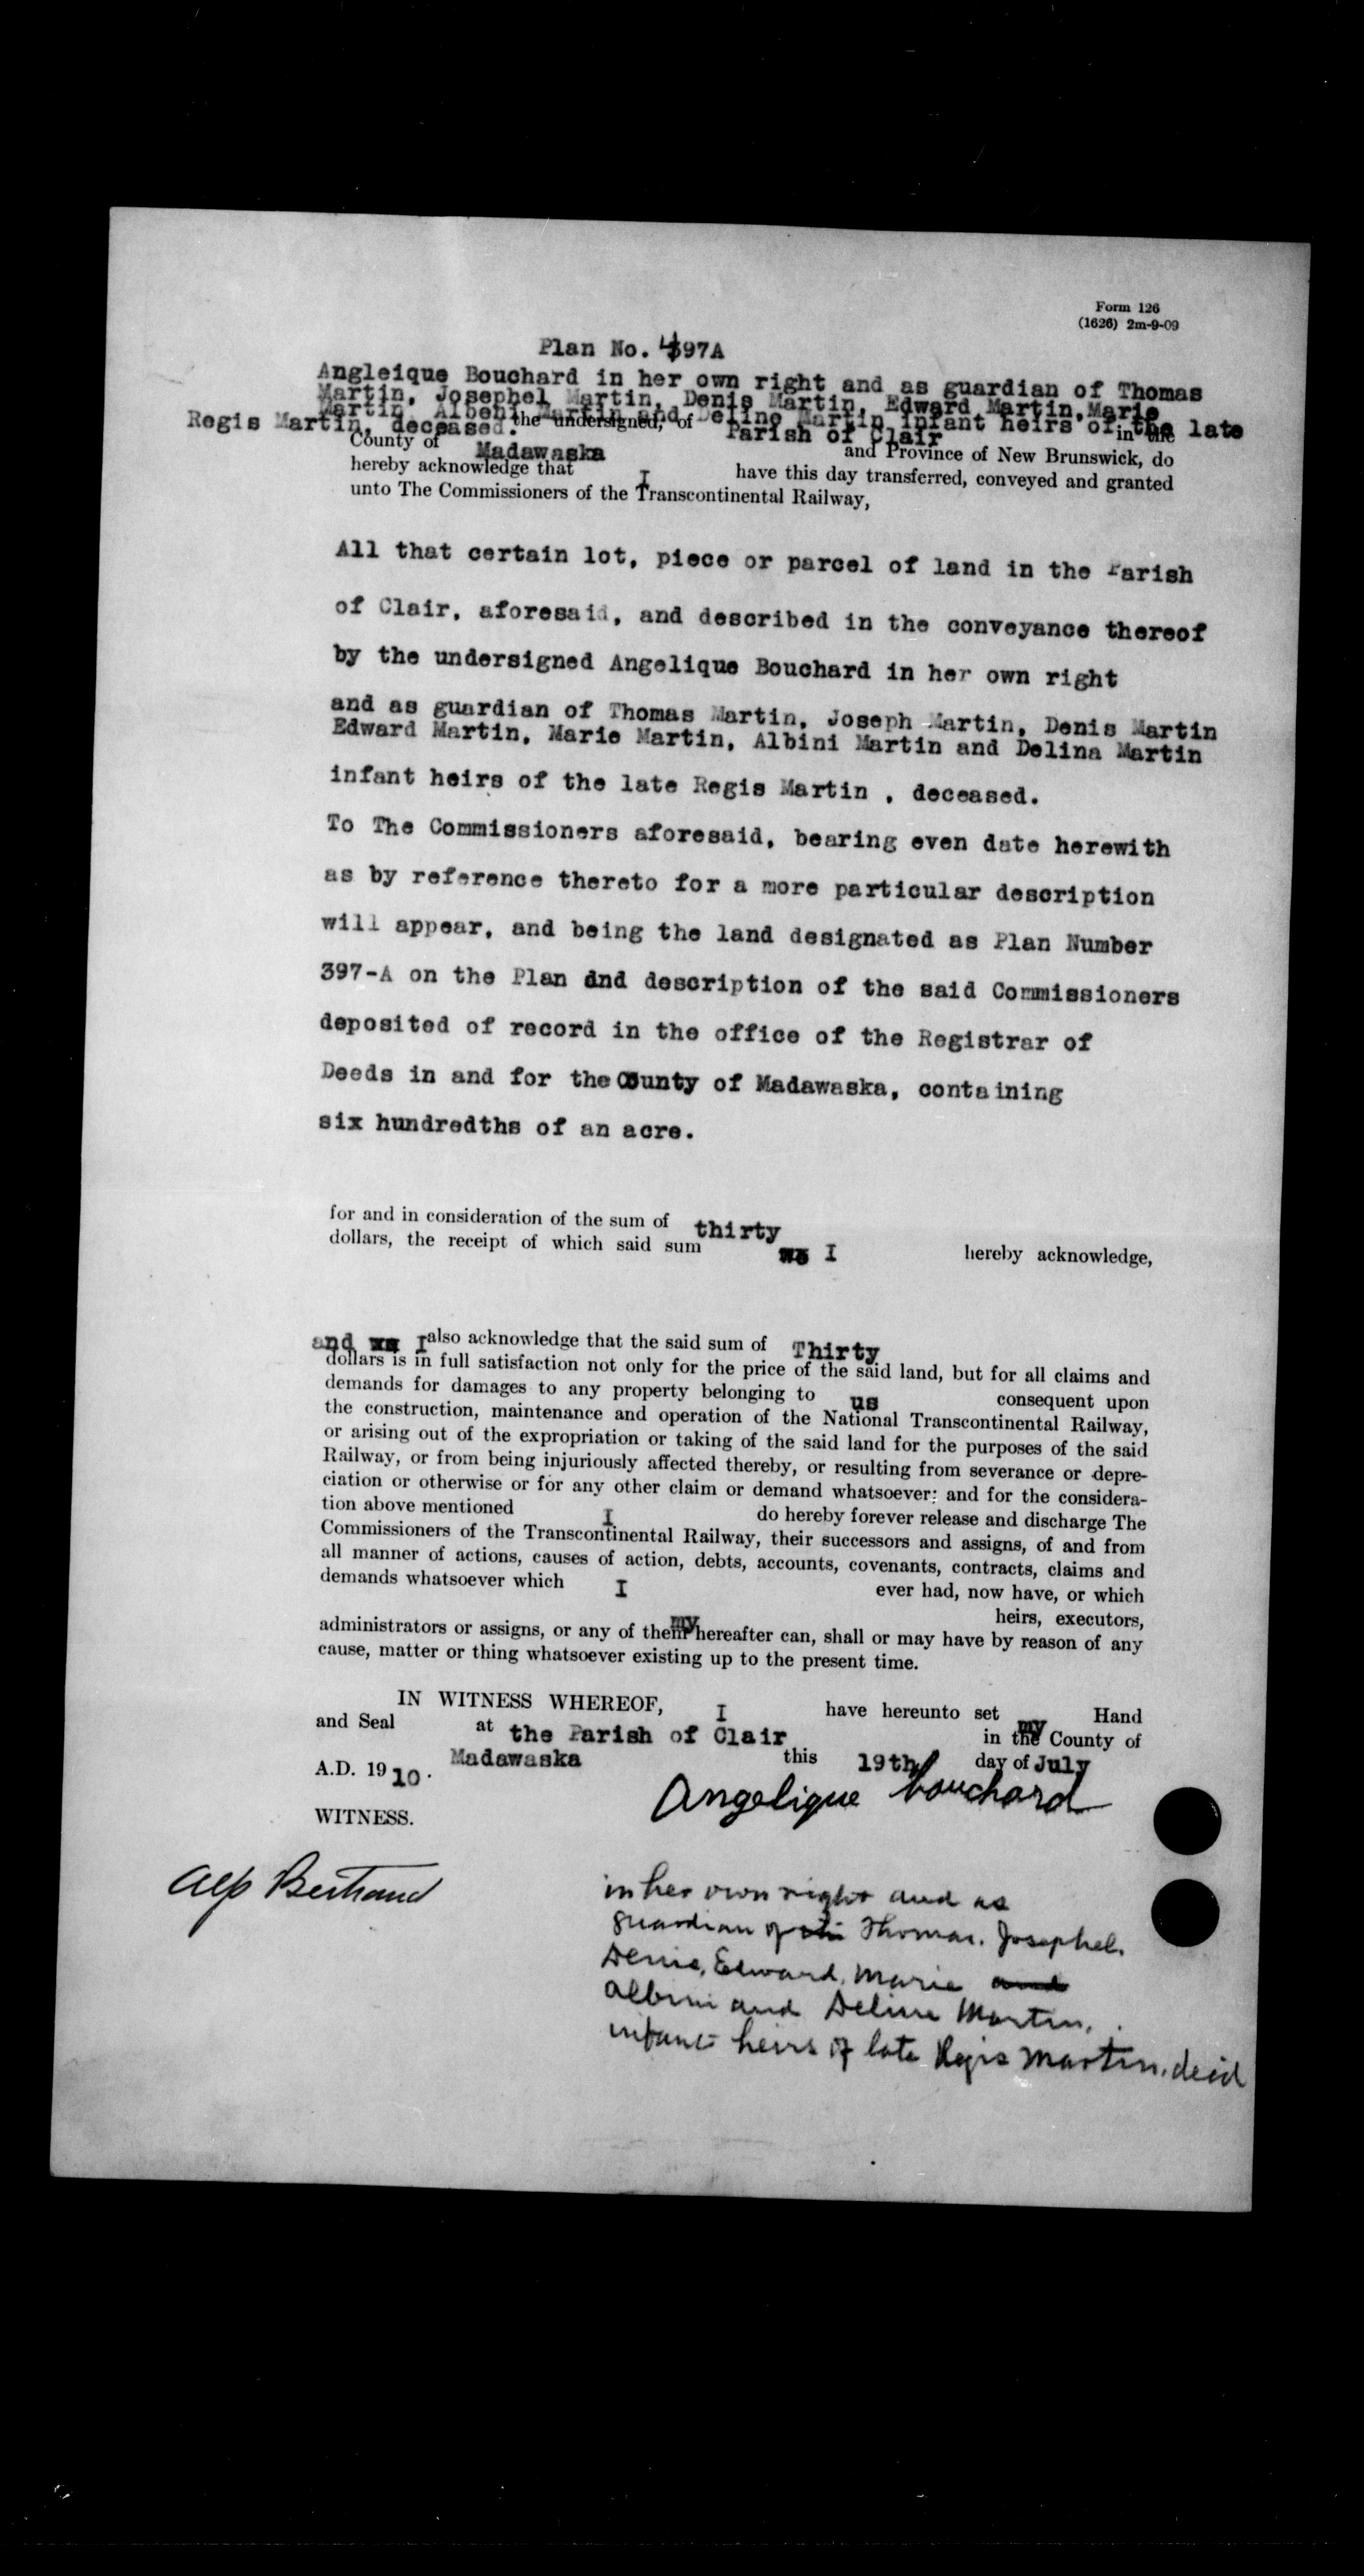 Form 126
(1626) 2m-9-09
Plan No. 397A
Angleique Bouchard in her own right and as guardian of Thomas
Martin, Josephel Martin, Denis Martin, Edward Martin, Marie
Martin, Albeni Martin and Deline Martin infant heirs of the late
Regis Martin, deceased. the undersigned, of Parish of Clair in the
County of Madawaska and Province of New Brunswick, do
hereby acknowledge that I have this day transferred, conveyed and granted
unto The Commissioners of the Transcontinental Railway,
All that certain lot, piece or parcel of land in the Parish
of Clair, aforesaid, and described in the conveyance thereof
by the undersigned Angelique Bouchard in her own right
and as guardian of Thomas Martin, Joseph Martin, Denis Martin
Edward Martin, Marie Martin, Albini Martin and Delina Martin
infant heirs of the late Regis Martin , deceased.
To The Commissioners aforesaid, bearing even date herewith
as by reference thereto for a more particular description
will appear, and being the land designated as Plan Number
397-A on the Plan and description of the said Commissioners
deposited of record in the office of the Registrar of
Deeds in and for the County of Madawaska, containing
six hundredths of an acre.
for and in consideration of the sum of thirty
dollars, the receipt of which said sum I hereby acknowledge,
and I also acknowledge that the said sum of Thirty
dollars is in full satisfaction not only for the price of the said land, but for all claims and
demands for damages to any property belonging to us consequent upon
the construction, maintenance and operation of the National Transcontinental Railway,
or arising out of the expropriation or taking of the said land for the purposes of the said
Railway, or from being injuriously affected thereby, or resulting from severance or depre-
ciation or otherwise or for any other claim or demand whatsoever; and for the considera-
tion above mentioned I do hereby forever release and discharge The
Commissioners of the Transcontinental Railway, their successors and assigns, of and from
all manner of actions, causes of action, debts, accounts, covenants, contracts, claims and
demands whatsoever which I ever had, now have, or which
my heirs, executors,
administrators or assigns, or any of them hereafter can, shall or may have by reason of any
cause, matter or thing whatsoever existing up to the present time.
IN WITNESS WHEREOF, I have hereunto set my Hand
and Seal at the Parish of Clair in the County of
Madawaska this 19th day of July
A.D. 1910.
Angelique bouchard
WITNESS.
Alp Bertrand
in her own right and as
guardian of Thomas, Josephel,
Denis, Edward, Marie and
Albini and Deline Martin,
infant heirs of late Regis Martin, decd